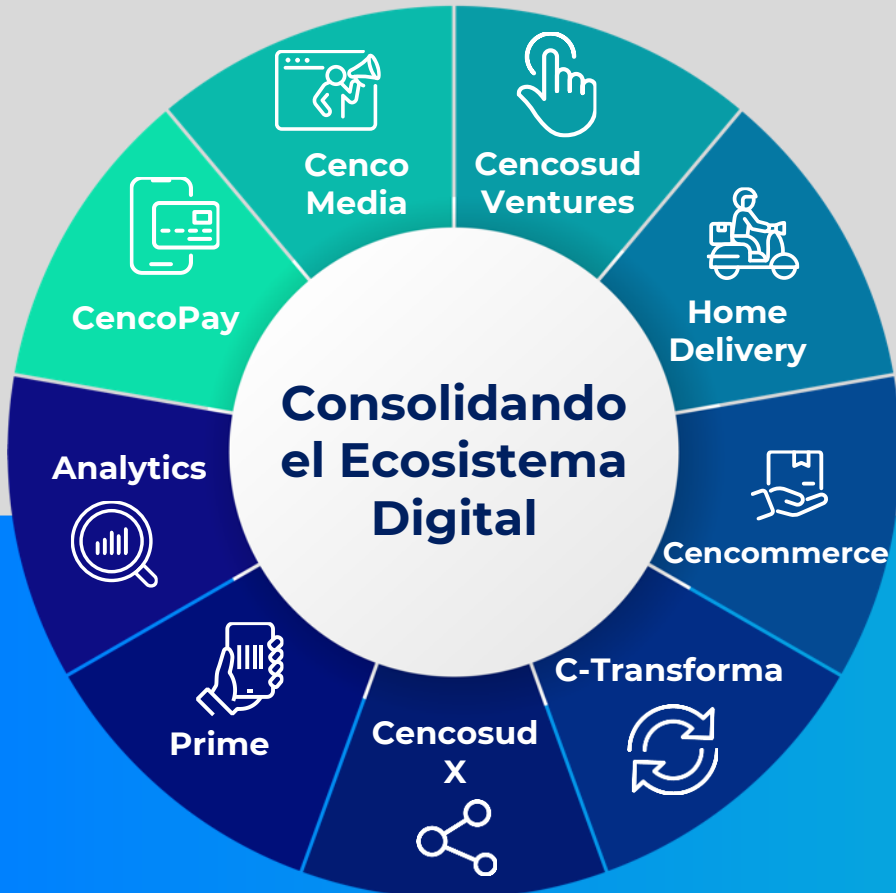 Cenco
Media
Cencosud
Ventures
Home
Delivery
Cencommerce
C-Transforma
Cencosud
X
Prime
Analytics
CencoPay
Consolidando
el Ecosistema
Digital